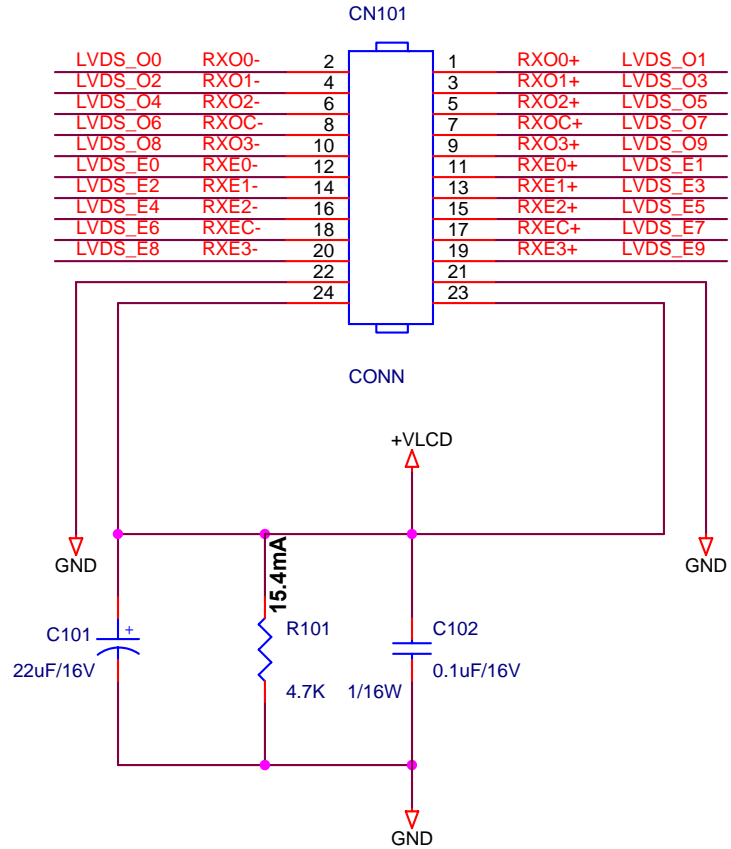 CN101
LVDS_O0 RXO0- 2 1 RXO0+ LVDS_O1
LVDS_O2 RXO1- 4 3 RXO1+ LVDS_O3
LVDS_O4 RXO2- 6 5 RXO2+ LVDS_O5
LVDS_O6 RXOC- 8 7 RXOC+ LVDS_O7
LVDS_O8 RXO3- 10 9 RXO3+ LVDS_O9
LVDS_E0 RXE0- 12 11 RXE0+ LVDS_E1
LVDS_E2 RXE1- 14 13 RXE1+ LVDS_E3
LVDS_E4 RXE2- 16 15 RXE2+ LVDS_E5
LVDS_E6 RXEC- 18 17 RXEC+ LVDS_E7
LVDS_E8 RXE3- 20 19 RXE3+ LVDS_E9
22 21
24 23
CONN
+VLCD
GND GND
15.4mA
C101 + R101 C102
22uF/16V 4.7K 1/16W 0.1uF/16V
GND